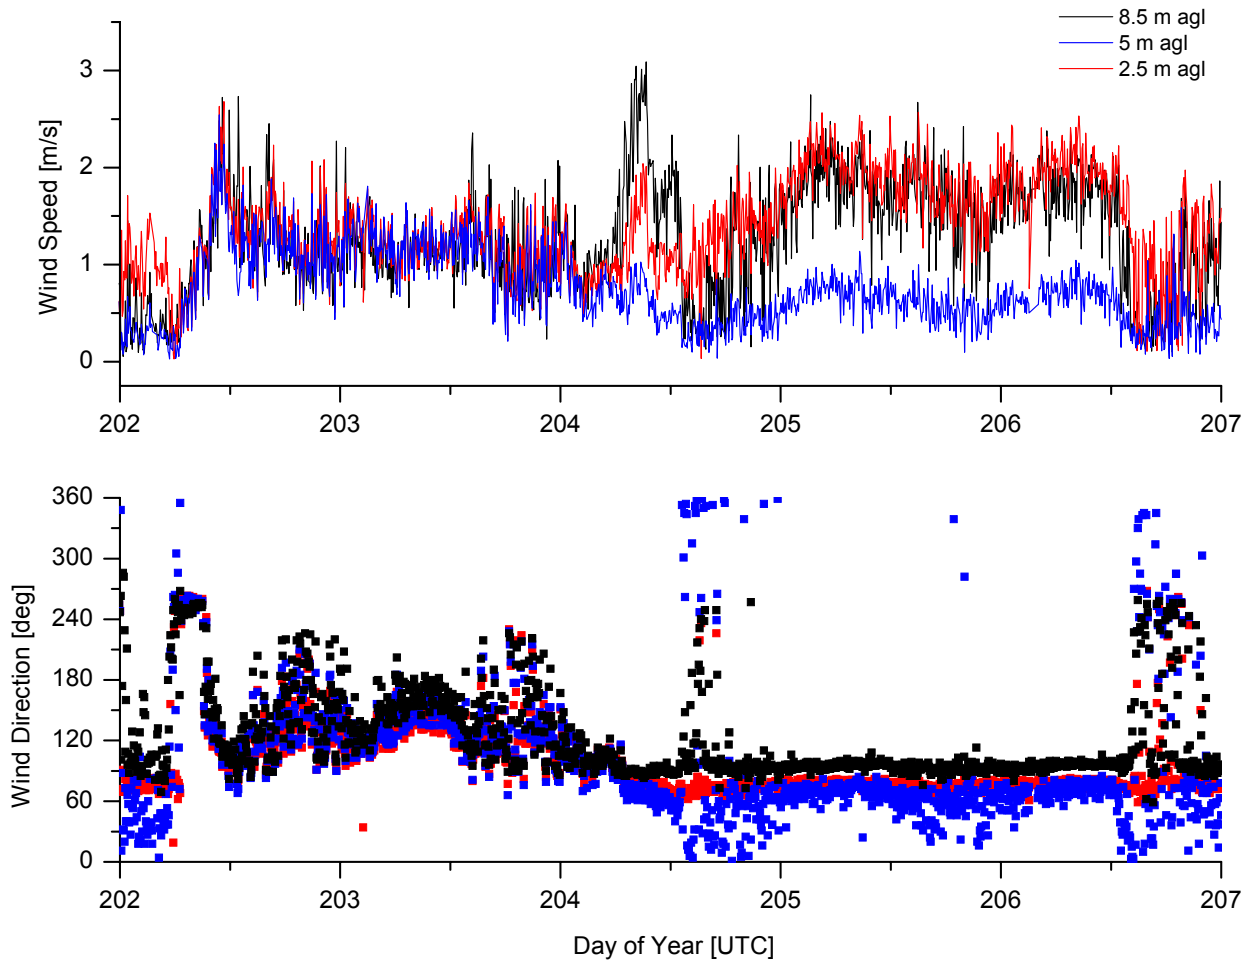 8.5 m agl
5 m agl
2.5 m agl
Wind Speed [m/s]
3
2
1
0
202 203 204 205 206 207
Wind Direction [deg]
360
300
240
180
120
60
0
202 203 204 205 206 207
Day of Year [UTC]